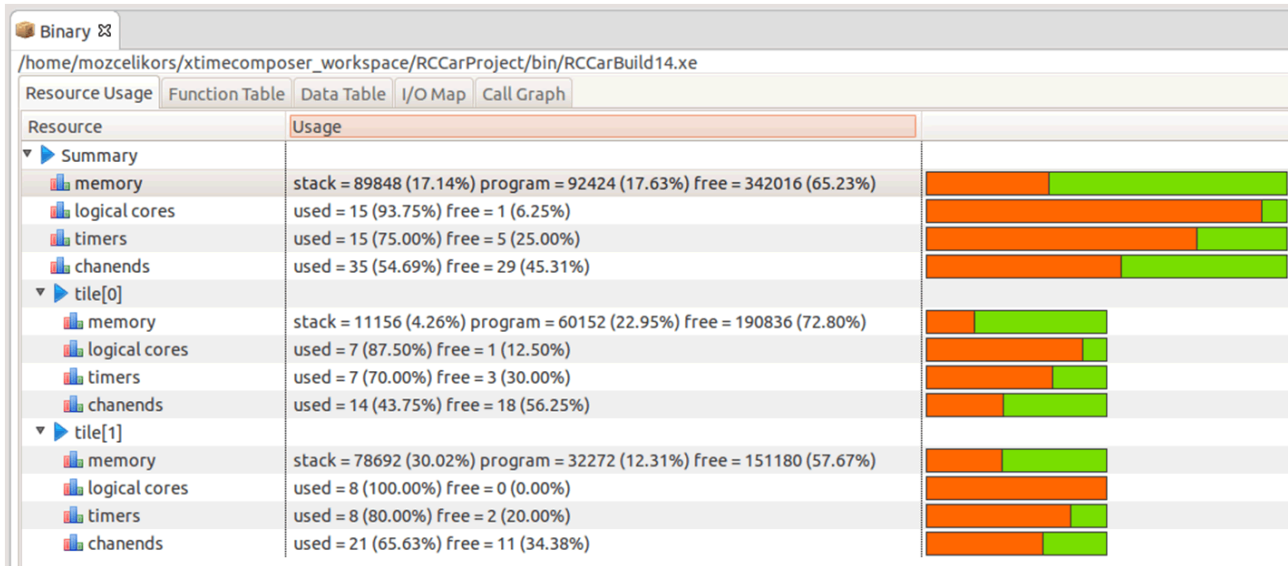 Binary
/home/mozcelikors/xtimecomposer_workspace/RCCarProject/bin/RCCarBuild14.xe
Resource Usage Function Table Data Table I/O Map Call Graph
Resource Usage
Summary
memory stack = 89848 (17.14%) program = 92424 (17.63%) free = 342016 (65.23%)
logical cores used = 15 (93.75%) free = 1 (6.25%)
timers used = 15 (75.00%) free = 5 (25.00%)
chanends used = 35 (54.69%) free = 29 (45.31%)
tile[0]
memory stack = 11156 (4.26%) program = 60152 (22.95%) free = 190836 (72.80%)
logical cores used = 7 (87.50%) free = 1 (12.50%)
timers used = 7 (70.00%) free = 3 (30.00%)
chanends used = 14 (43.75%) free = 18 (56.25%)
tile[1]
memory stack = 78692 (30.02%) program = 32272 (12.31%) free = 151180 (57.67%)
logical cores used = 8 (100.00%) free = 0 (0.00%)
timers used = 8 (80.00%) free = 2 (20.00%)
chanends used = 21 (65.63%) free = 11 (34.38%)